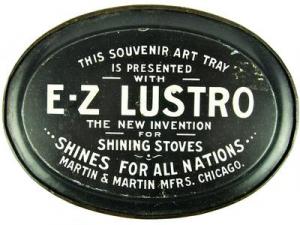 THIS SOUVENIR ART TRAY
IS PRESENTED
WITH
E-Z LUSTRO
THE NEW INVENTION
FOR
SHINING STOVES
...SHINES FOR ALL NATIONS...
MARTIN & MARTIN MFRS. CHICAGO.